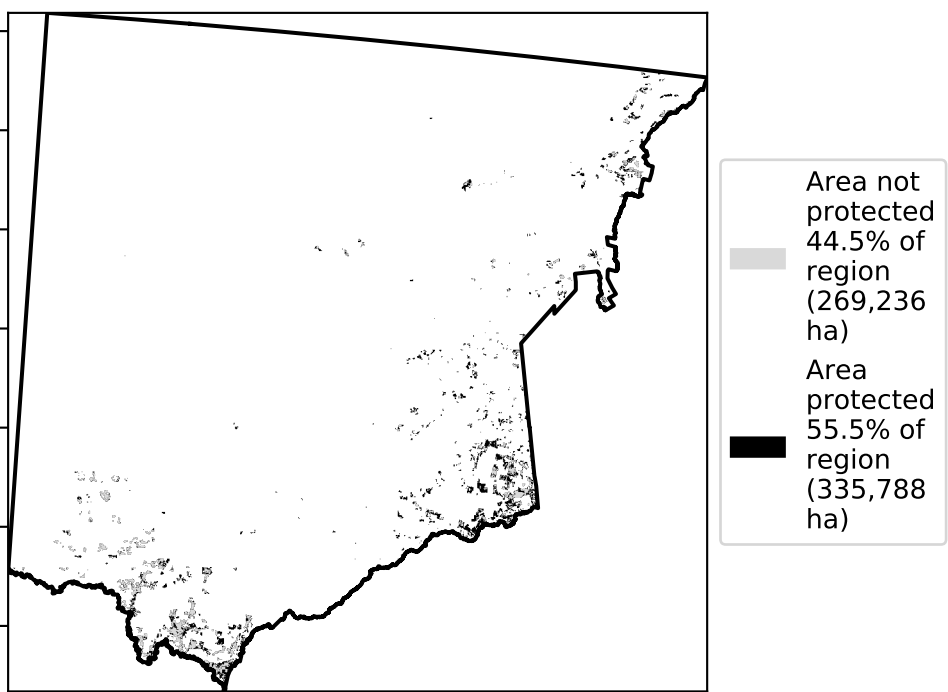 Area not
protected
44.5% of
region
(269,236
ha)
Area
protected
55.5% of
region
(335,788
ha)